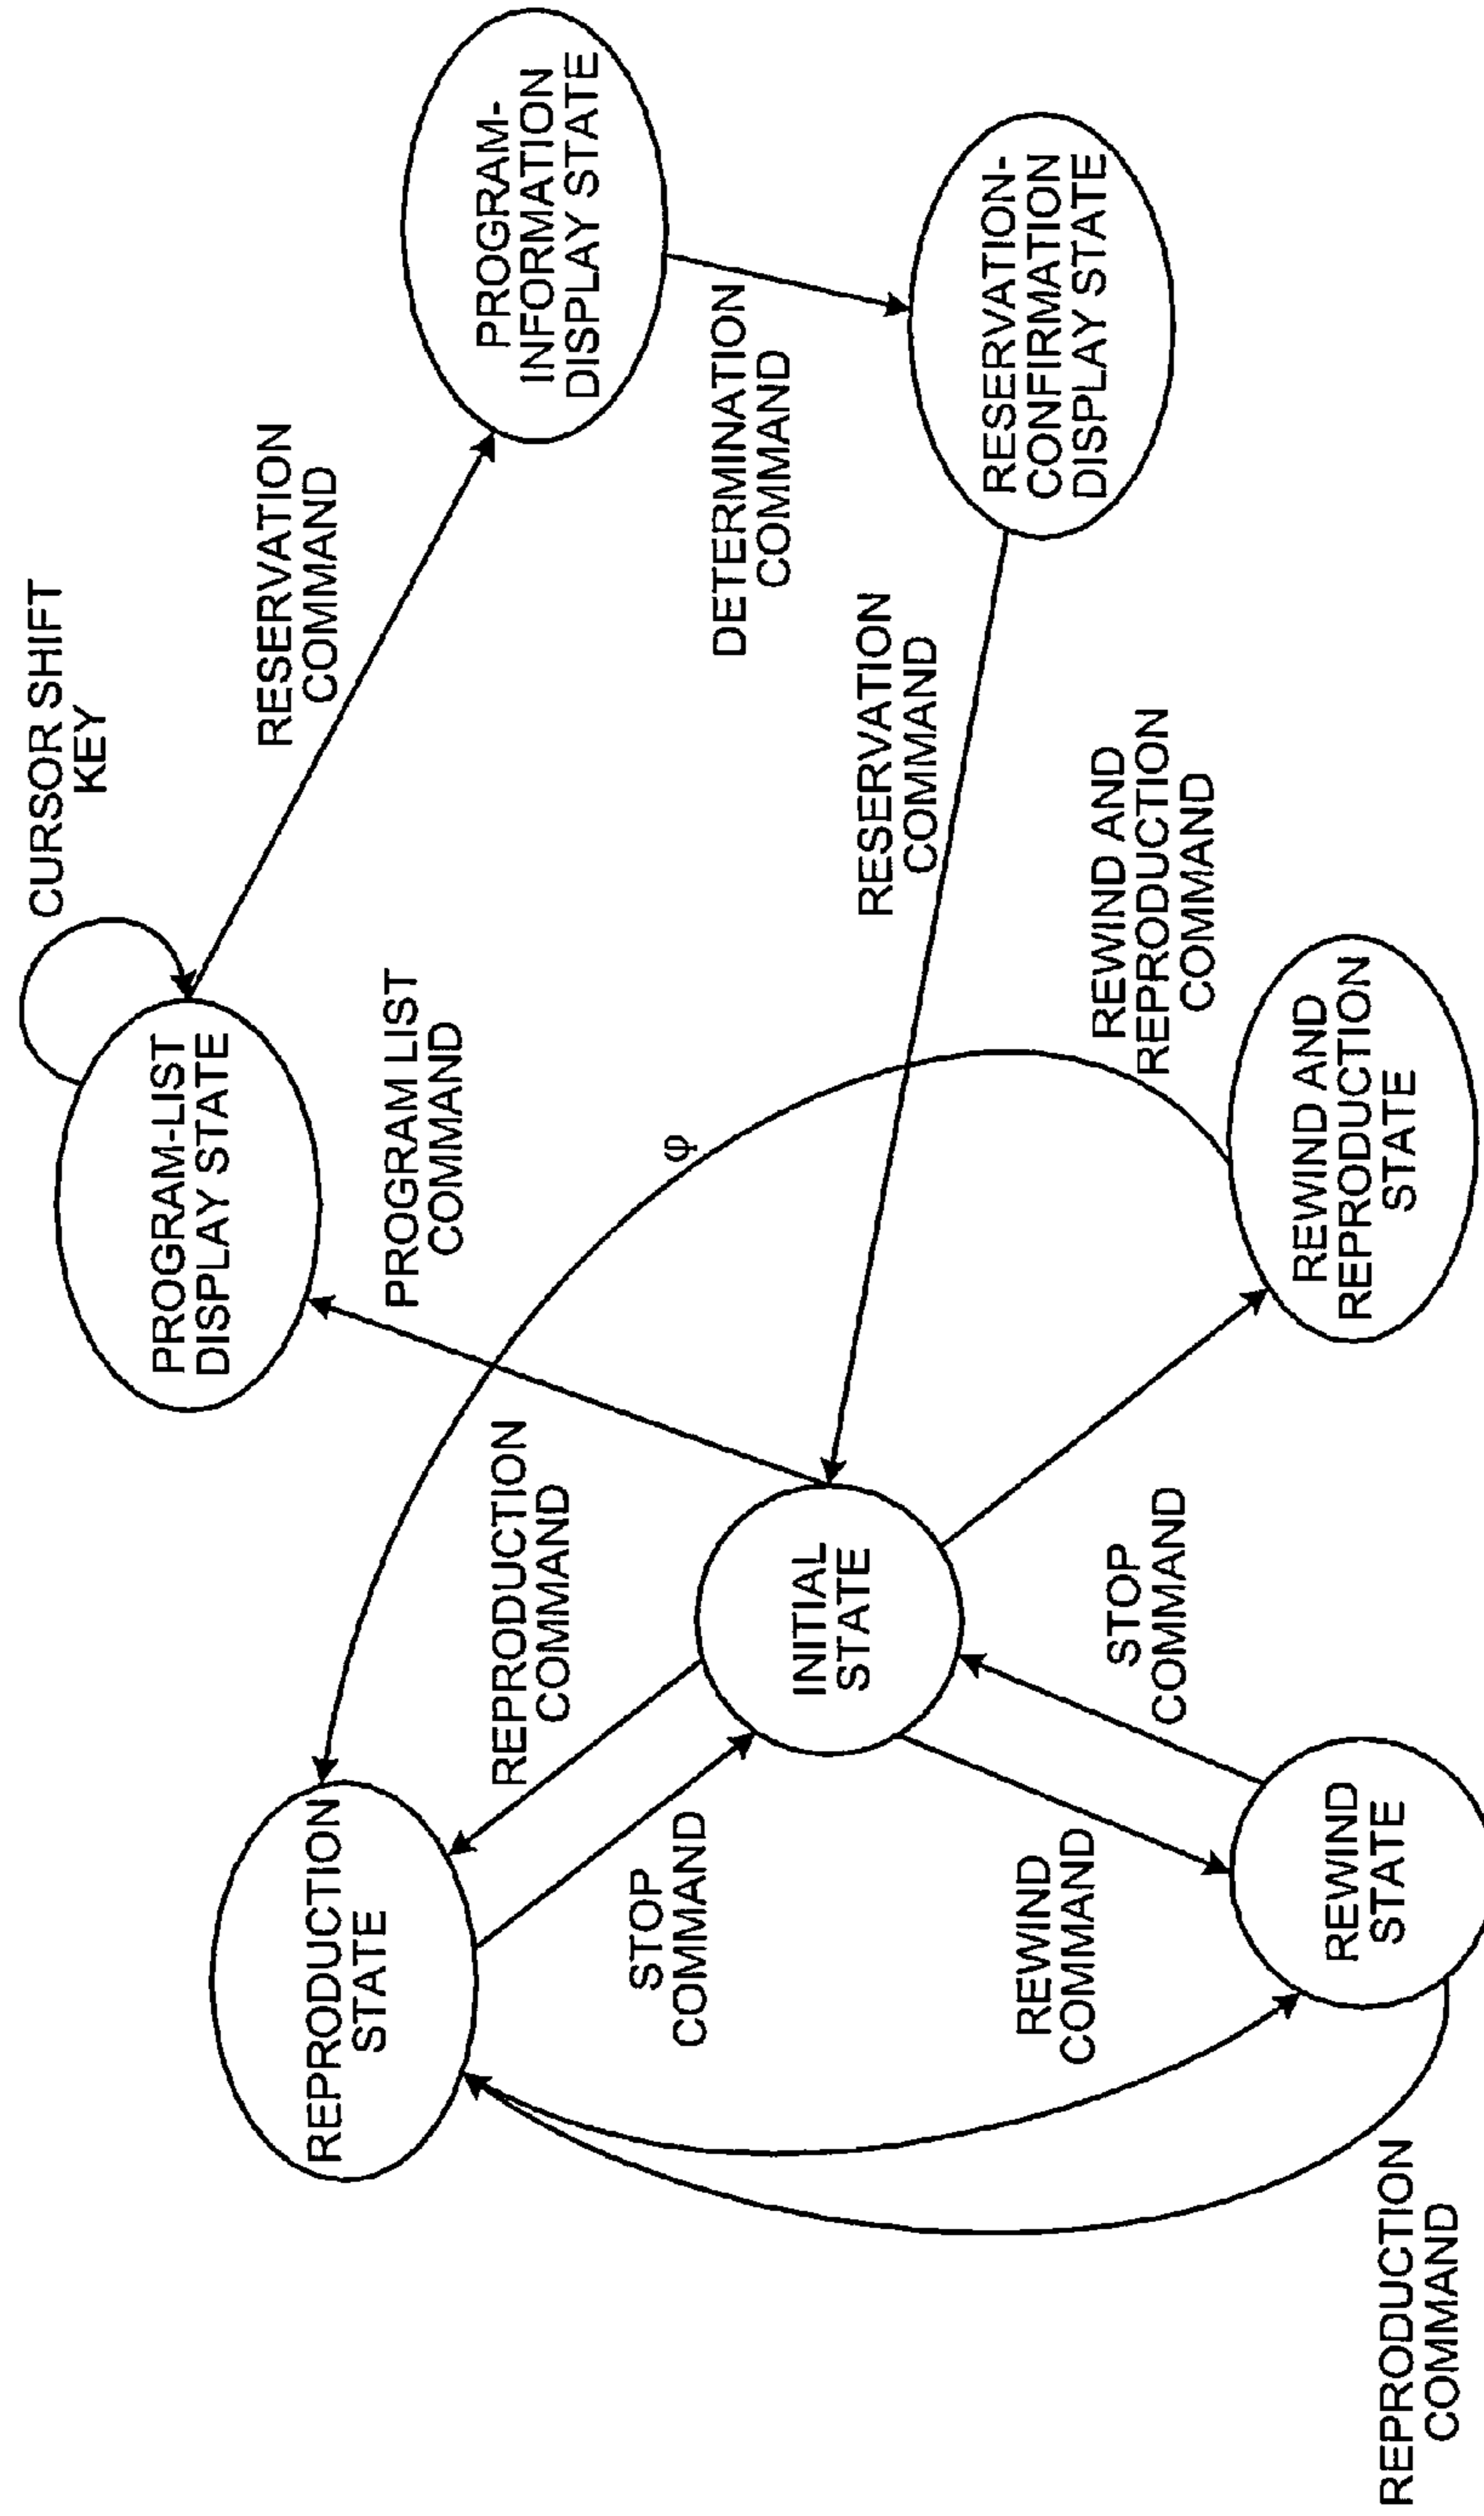 CURSOR SHIFT
KEY
PROGRAM-LIST
DISPLAY STATE
RESERVATION
COMMAND
REPRODUCTION
STATE
PROGRAM LIST
COMMAND
PROGRAM-
INFORMATION
DISPLAY STATE
REPRODUCTION
COMMAND
φ
STOP
COMMAND
DETERMINATION
COMMAND
INITIAL
STATE
RESERVATION
COMMAND
RESERVATION-
CONFIRMATION
DISPLAY STATE
REWIND
COMMAND
STOP
COMMAND
REWIND AND
REPRODUCTION
COMMAND
REWIND
STATE
REWIND AND
REPRODUCTION
STATE
REPRODUCTION
COMMAND